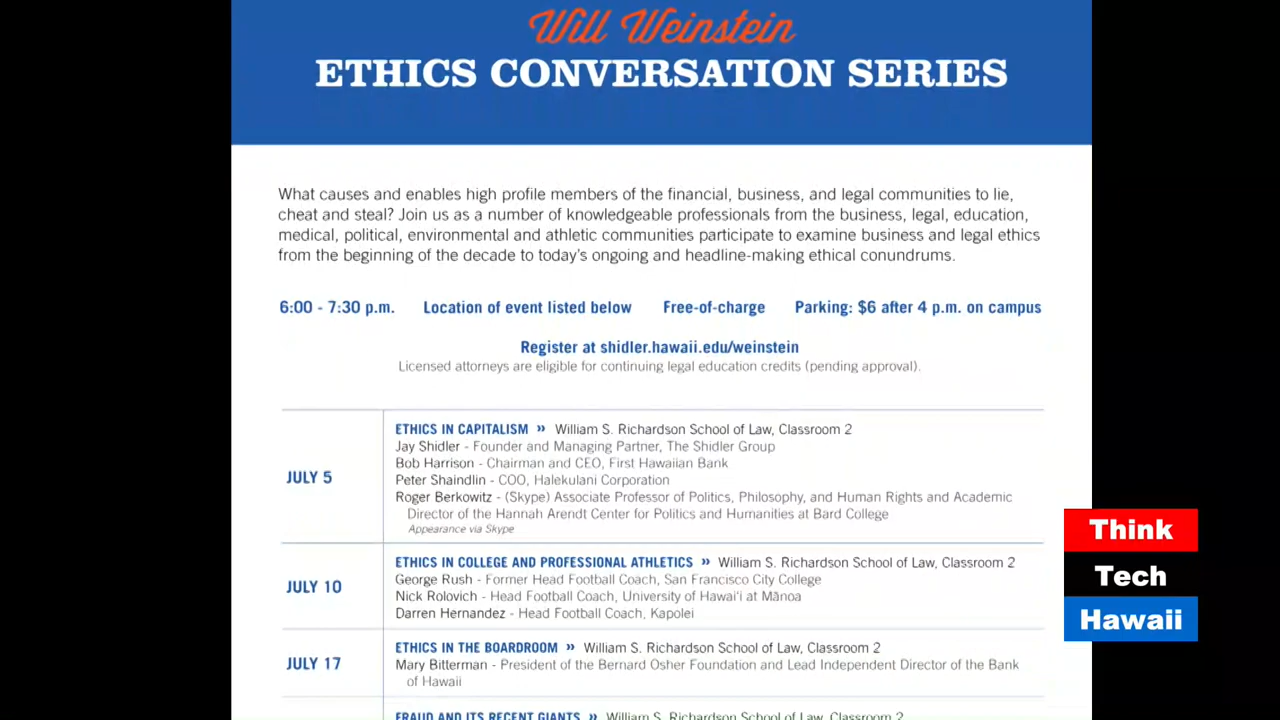 Will Weinstein
ETHICS CONVERSATION SERIES
What causes and enables high profile members of the financial, business, and legal communities to lie,
cheat and steal? Join us as a number of knowledgeable professionals from the business, legal, education,
medical, political, environmental and athletic communities participate to examine business and legal ethics
from the beginning of the decade to today's ongoing and headline-making ethical conundrums.
6:00 - 7:30 p.m. Location of event listed below Free-of-charge Parking: $6 after 4 p.m. on campus
Register at shidler.hawaii.edu/weinstein
Licensed attorneys are eligible for continuing legal education credits (pending approval).
JULY 5
ETHICS IN CAPITALISM » William S. Richardson School of Law, Classroom 2
Jay Shidler - Founder and Managing Partner, The Shidler Group
Bob Harrison - Chairman and CEO, First Hawaiian Bank
Peter Shaindlin - COO, Halekulani Corporation
Roger Berkowitz - (Skype) Associate Professor of Politics, Philosophy, and Human Rights and Academic
Director of the Hannah Arendt Center for Politics and Humanities at Bard College
Appearance via Skype
JULY 10
ETHICS IN COLLEGE AND PROFESSIONAL ATHLETICS » William S. Richardson School of Law, Classroom 2
George Rush - Former Head Football Coach, San Francisco City College
Nick Rolovich - Head Football Coach, University of Hawai'i at Mānoa
Darren Hernandez - Head Football Coach, Kapolei
JULY 17
ETHICS IN THE BOARDROOM » William S. Richardson School of Law, Classroom 2
Mary Bitterman - President of the Bernard Osher Foundation and Lead Independent Director of the Bank
of Hawaii
FRAUD AND ITS RECENT GIANTS » William S. Richardson School of Law, Classroom 2
Think
Tech
Hawaii